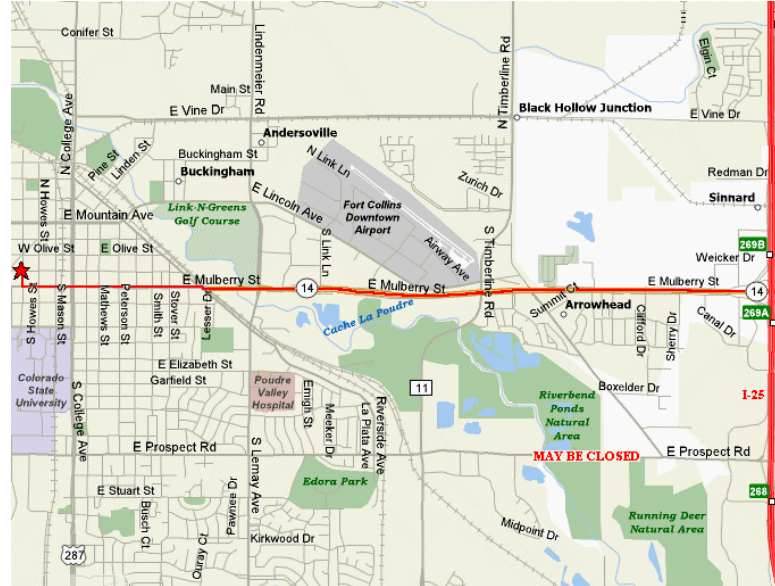 Conifer St
Lindenmeier Rd
N Timberline Rd
Elgin Ct
N College Ave
Main St
E Vine Dr
Black Hollow Junction
E Vine Dr
Andersoville
Pine St
Linden St
Buckingham St
Buckingham
N Link Ln
Zurich Dr
Redman Dr
Sinnard
N Howes St
E Mountain Ave
Link-N-Greens
Golf Course
E Lincoln Ave
Fort Collins
Downtown
Airport
Airway Ave
S Link Ln
S Timberline Rd
W Olive St
E Olive St
269B
Weicker Dr
E Mulberry St
14
E Mulberry St
E Mulberry St
14
S Howes St
S Mason St
Mathews St
Peterson St
Smith St
Stover St
Lesser Dr
Cache La Poudre
Summit Ct
Arrowhead
Clifford Dr
Sherry Dr
Canal Dr
269A
E Elizabeth St
Garfield St
Colorado
State
University
Poudre
Valley
Hospital
11
Boxelder Dr
I-25
S College Ave
S Lemay Ave
Emigh St
Meeker Dr
La Plata Ave
Riverside Ave
Riverbend
Ponds
Natural
Area
E Prospect Rd
MAY BE CLOSED
E Prospect Rd
E Stuart St
Edora Park
268
Busch Ct
Pawnee Dr
Running Deer
Natural Area
Midpoint Dr
287
Ouray Ct
Kirkwood Dr